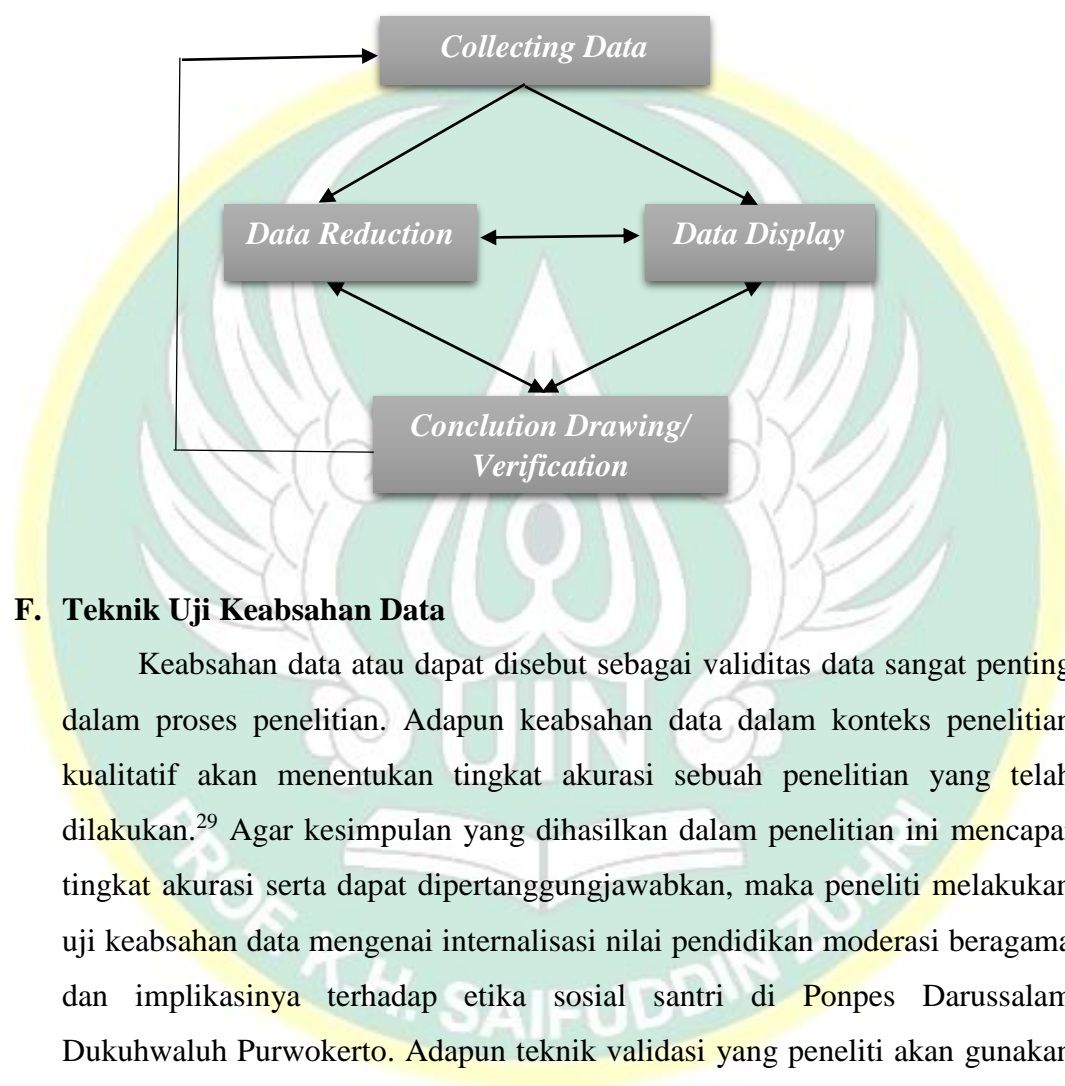 Collecting Data
Data Reduction
Data Display
Conclution Drawing/
Verification
F. Teknik Uji Keabsahan Data
Keabsahan data atau dapat disebut sebagai validitas data sangat penting
dalam proses penelitian. Adapun keabsahan data dalam konteks penelitian
kualitatif akan menentukan tingkat akurasi sebuah penelitian yang telah
dilakukan.29 Agar kesimpulan yang dihasilkan dalam penelitian ini mencapai
tingkat akurasi serta dapat dipertanggungjawabkan, maka peneliti melakukan
uji keabsahan data mengenai internalisasi nilai pendidikan moderasi beragama
dan implikasinya terhadap etika sosial santri di Ponpes Darussalam
Dukuhwaluh Purwokerto. Adapun teknik validasi yang peneliti akan gunakan
UIN
PROF. K.H. SAIFUDDIN ZUHRI